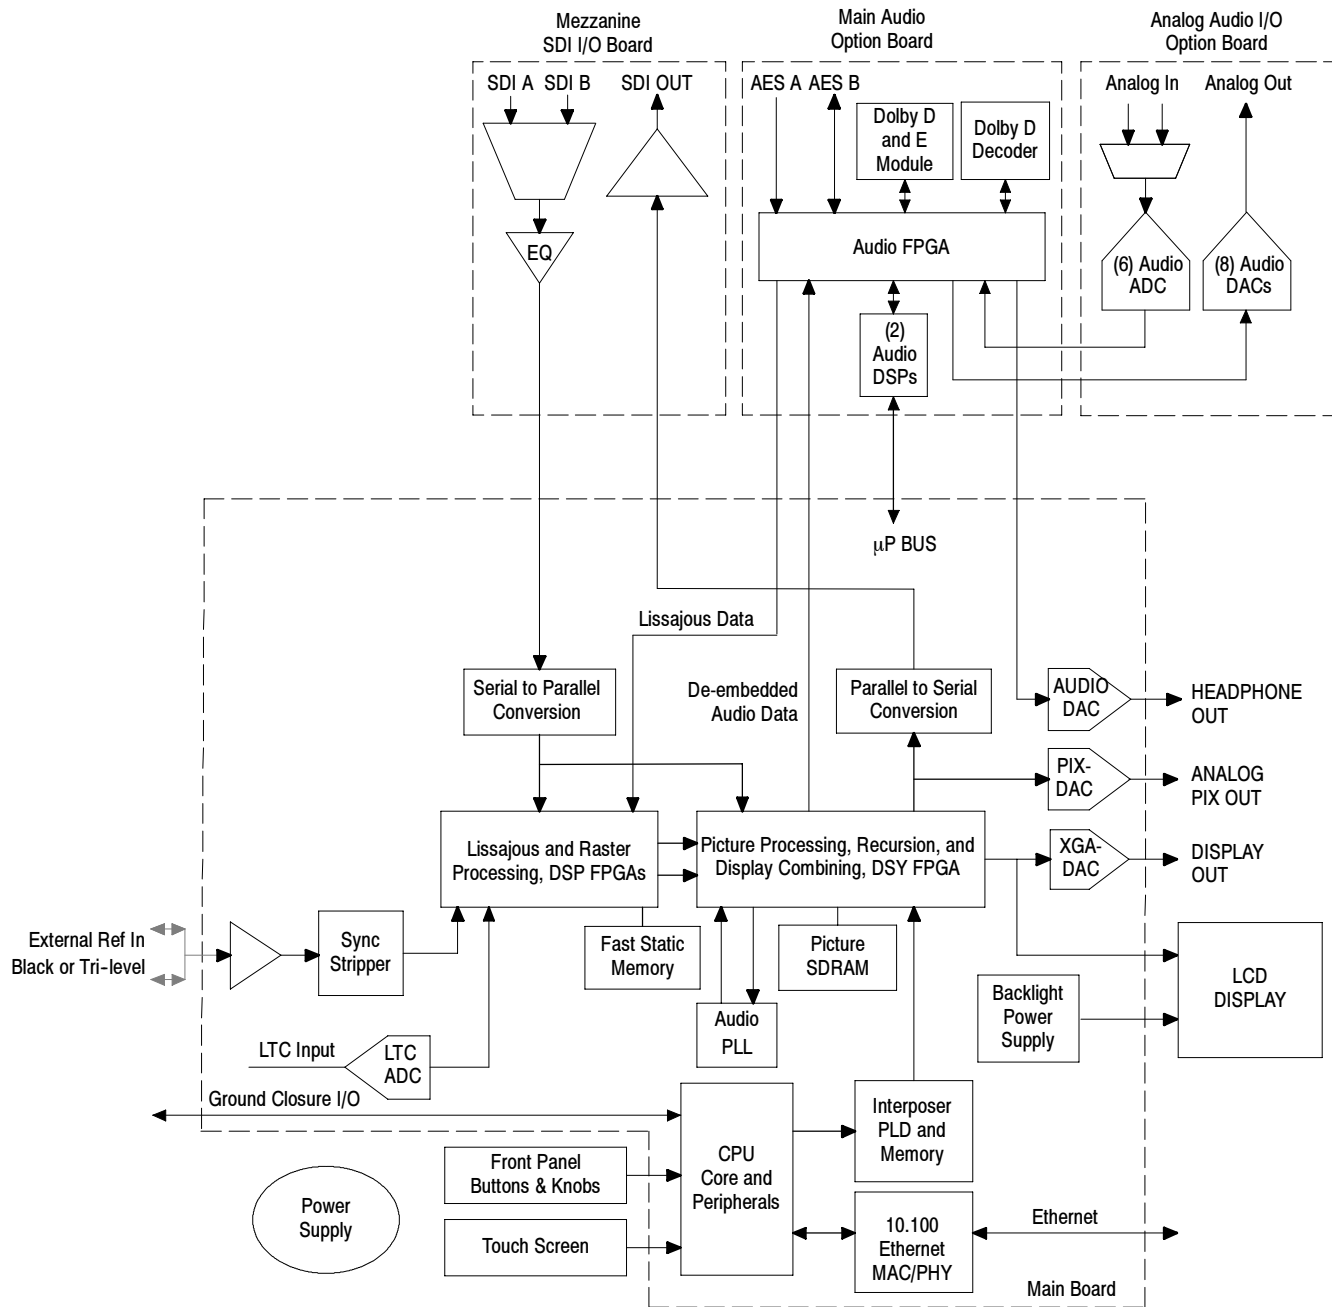 Mezzanine
SDI I/O Board
Main Audio
Option Board
Analog Audio I/O
Option Board
SDI A
SDI B
SDI OUT
AES A
AES B
Dolby D
and E
Module
Dolby D
Decoder
Analog In
Analog Out
EQ
Audio FPGA
(6) Audio
ADC
(8) Audio
DACs
(2)
Audio
DSPs
µP BUS
Lissajous Data
Serial to Parallel
Conversion
De-embedded
Audio Data
Parallel to Serial
Conversion
AUDIO
DAC
HEADPHONE
OUT
PIX-
DAC
ANALOG
PIX OUT
Lissajous and Raster
Processing, DSP FPGAs
Picture Processing, Recursion, and
Display Combining, DSY FPGA
XGA-
DAC
DISPLAY
OUT
External Ref In
Black or Tri-level
Sync
Stripper
Fast Static
Memory
Picture
SDRAM
LCD
DISPLAY
Backlight
Power
Supply
Audio
PLL
LTC Input
LTC
ADC
Ground Closure I/O
CPU
Core and
Peripherals
Interposer
PLD and
Memory
Front Panel
Buttons & Knobs
Power
Supply
Touch Screen
10.100
Ethernet
MAC/PHY
Ethernet
Main Board